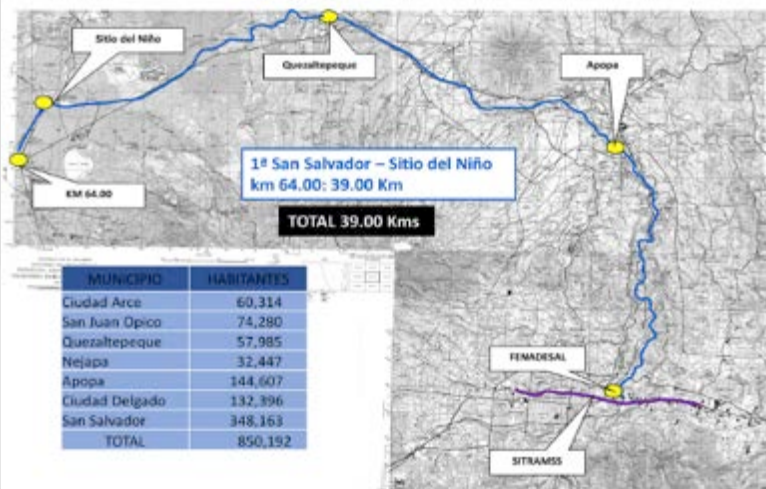 Sitio del Niño
Quezaltepeque
Apopa
KM 64.00
1ª San Salvador – Sitio del Niño
km 64.00: 39.00 Km
TOTAL 39.00 Kms
MUNICIPIO HABITANTES
Ciudad Arce 60,314
San Juan Opico 74,280
Quezaltepeque 57,985
Nejapa 32,447
Apopa 144,607
Ciudad Delgado 132,396
San Salvador 348,163
TOTAL 850,192
FENADESAL
SITRAMSS